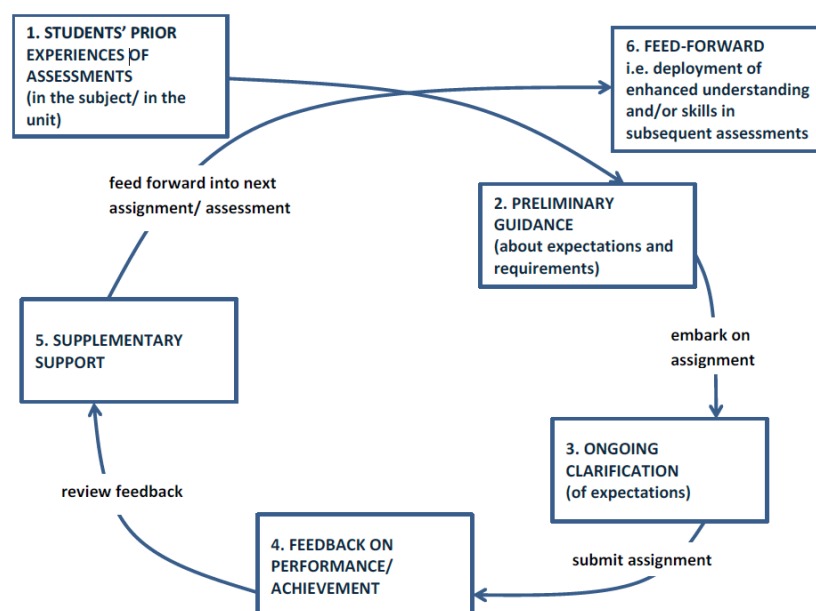 1. STUDENTS' PRIOR
EXPERIENCES OF
ASSESSMENTS
(in the subject/ in the
unit)
6. FEED-FORWARD
i.e. deployment of
enhanced understanding
and/or skills in
subsequent assessments
feed forward into next
assignment/ assessment
2. PRELIMINARY
GUIDANCE
(about expectations and
requirements)
embark on
assignment
5. SUPPLEMENTARY
SUPPORT
3. ONGOING
CLARIFICATION
(of expectations)
review feedback
4. FEEDBACK ON
PERFORMANCE/
ACHIEVEMENT
submit assignment